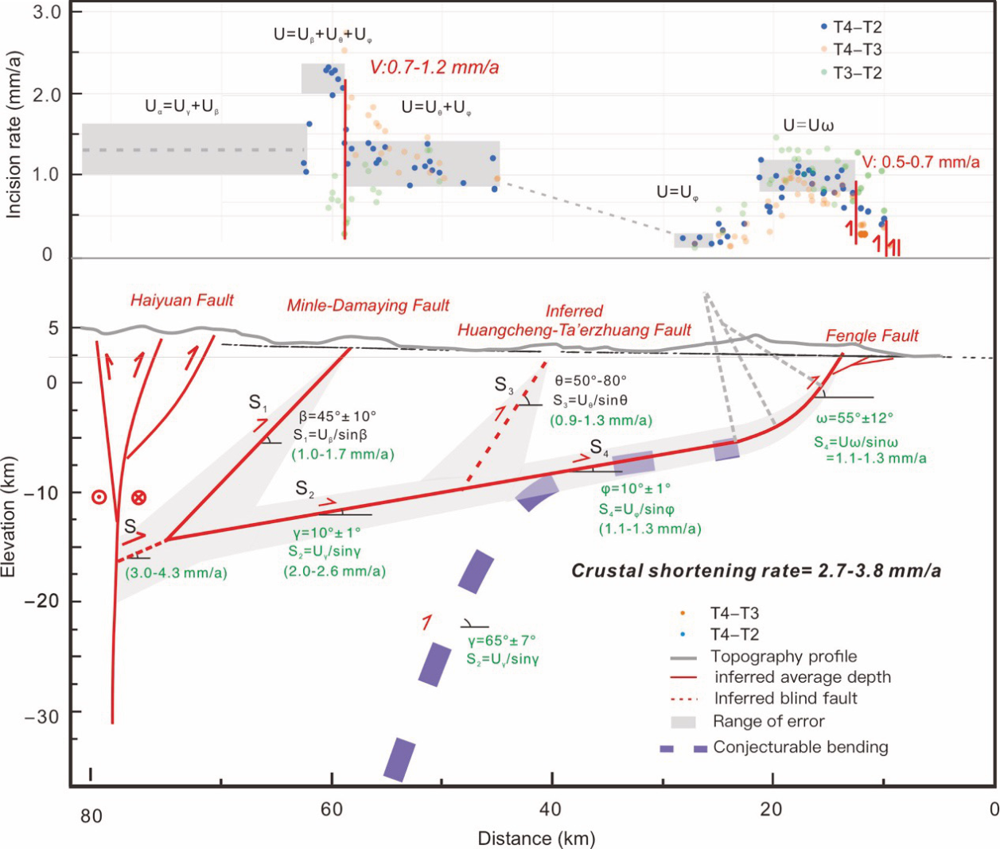 3.0
2.0
1.0
0
Incision rate (mm/a)
U=Uβ+Uθ+Uφ
V:0.7-1.2 mm/a
Uα=Uγ+Uβ
U=Uθ+Uφ
T4–T2
T4–T3
T3–T2
U=Uω
V: 0.5-0.7 mm/a
U=Uφ
Haiyuan Fault
Minle-Damaying Fault
Inferred
Huangcheng-Ta'erzhuang Fault
Fengle Fault
5
0
−10
−20
−30
Elevation (km)
S1
β=45°±10°
S1=Uβ/sinβ
(1.0-1.7 mm/a)
S3
θ=50°-80°
S3=Uθ/sinθ
(0.9-1.3 mm/a)
ω=55°±12°
S4=Uω/sinω
=1.1-1.3 mm/a
S4
φ=10°±1°
S4=Uφ/sinφ
(1.1-1.3 mm/a)
S2
γ=10°±1°
S2=Uγ/sinγ
(2.0-2.6 mm/a)
S
(3.0-4.3 mm/a)
Crustal shortening rate= 2.7-3.8 mm/a
γ=65°±7°
S2=Uγ/sinγ
T4–T3
T4–T2
Topography profile
inferred average depth
Inferred blind fault
Range of error
Conjecturable bending
80
60
40
20
0
Distance (km)